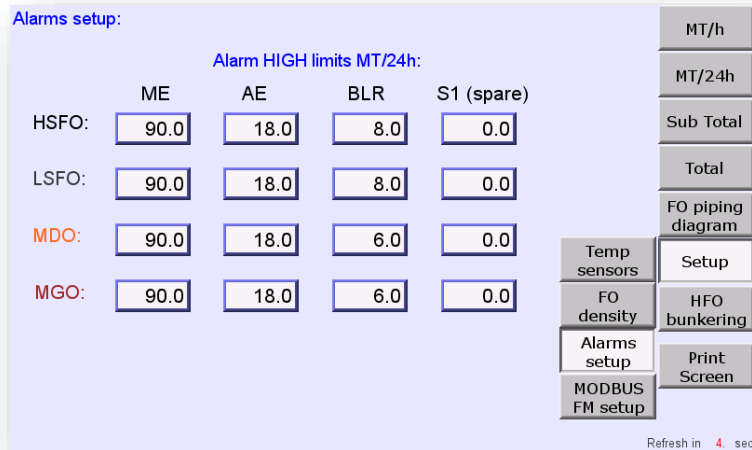 Alarms setup:
Alarm HIGH limits MT/24h:
ME AE BLR S1 (spare)
HSFO: 90.0 18.0 8.0 0.0
LSFO: 90.0 18.0 8.0 0.0
MDO: 90.0 18.0 6.0 0.0
MGO: 90.0 18.0 6.0 0.0
MT/h
MT/24h
Sub Total
Total
FO piping
diagram
Setup
HFO
bunkering
Print
Screen
Temp
sensors
FO
density
Alarms
setup
MODBUS
FM setup
Refresh in 4. sec